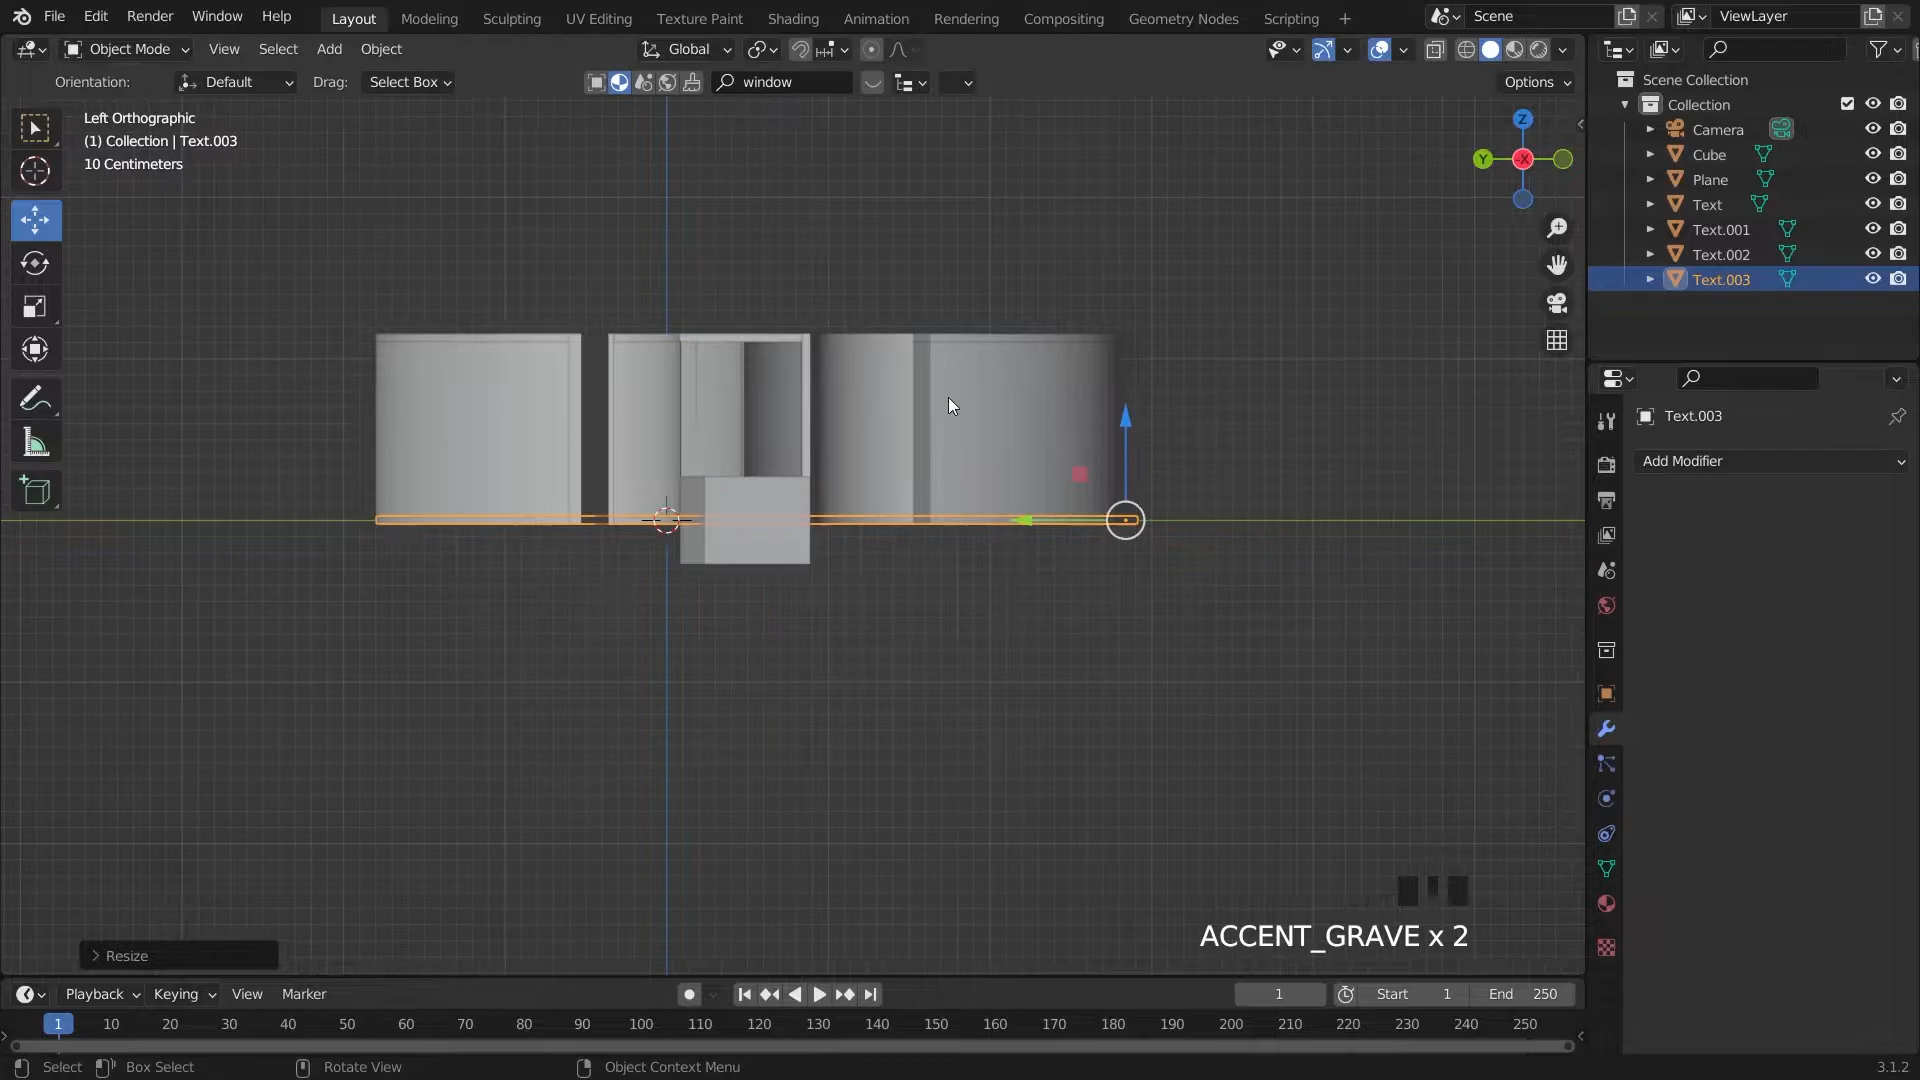 File Edit Render Window Help Layout Modeling Sculpting UV Editing Texture Paint Shading Animation Rendering Compositing Geometry Nodes Scripting + Scene ViewLayer
Object Mode View Select Add Object Global
Orientation: Default Drag: Select Box window Options
Left Orthographic
(1) Collection | Text.003
10 Centimeters
Z
Y
-X
Scene Collection
Collection
Camera
Cube
Plane
Text
Text.001
Text.002
Text.003
Text.003
Add Modifier
ACCENT_GRAVE x 2
Resize
Playback Keying View Marker 1 Start 1 End 250
1 10 20 30 40 50 60 70 80 90 100 110 120 130 140 150 160 170 180 190 200 210 220 230 240 250
Select Box Select Rotate View Object Context Menu 3.1.2